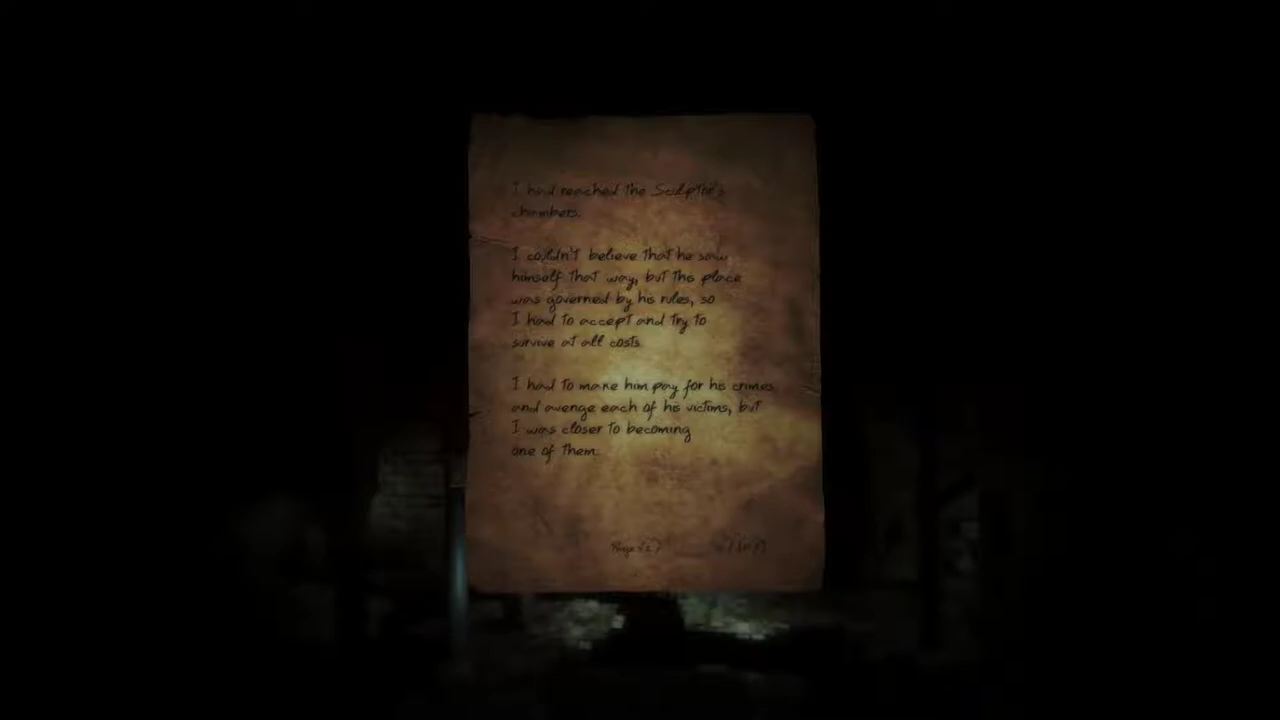 I had reached the Sculptor's
chambers.
I couldn't believe that he saw
himself that way, but this place
was governed by his rules, so
I had to accept and try to
survive at all costs.
I had to make him pay for his crimes
and avenge each of his victims, but
I was closer to becoming
one of them.
Page